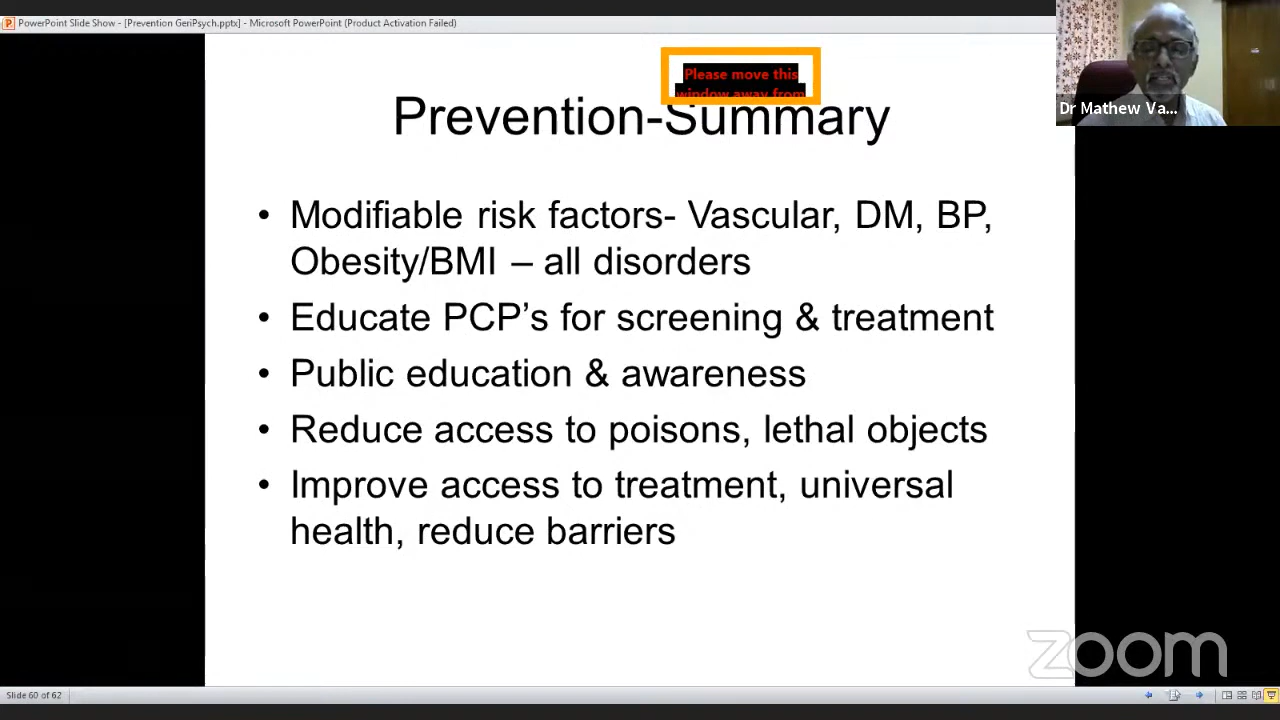 PowerPoint Slide Show - [Prevention GeriPsych.pptx] - Microsoft PowerPoint (Product Activation Failed)
Please move this
window away from
Dr Mathew Va...
Prevention-Summary
• Modifiable risk factors- Vascular, DM, BP,
Obesity/BMI – all disorders
• Educate PCP’s for screening & treatment
• Public education & awareness
• Reduce access to poisons, lethal objects
• Improve access to treatment, universal
health, reduce barriers
zoom
Slide 60 of 62